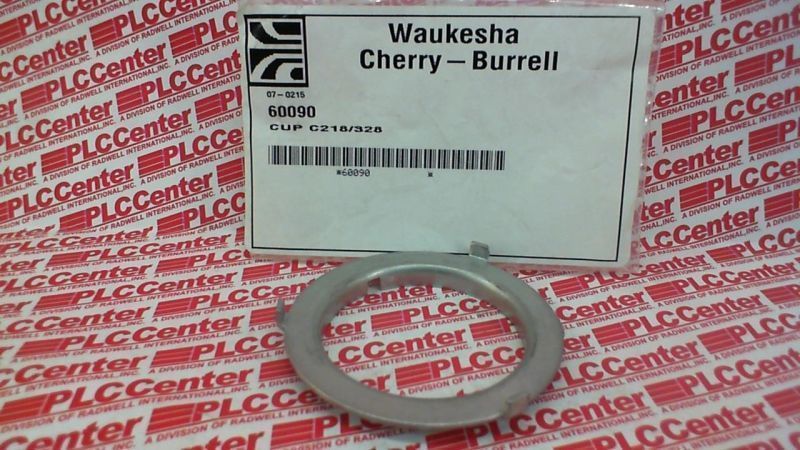 Waukesha
Cherry-Burrell
07-0215
60090
CUP C218/328
*60090 *
PLCCenter
A DIVISION OF RADWELL INTERNATIONAL, INC.